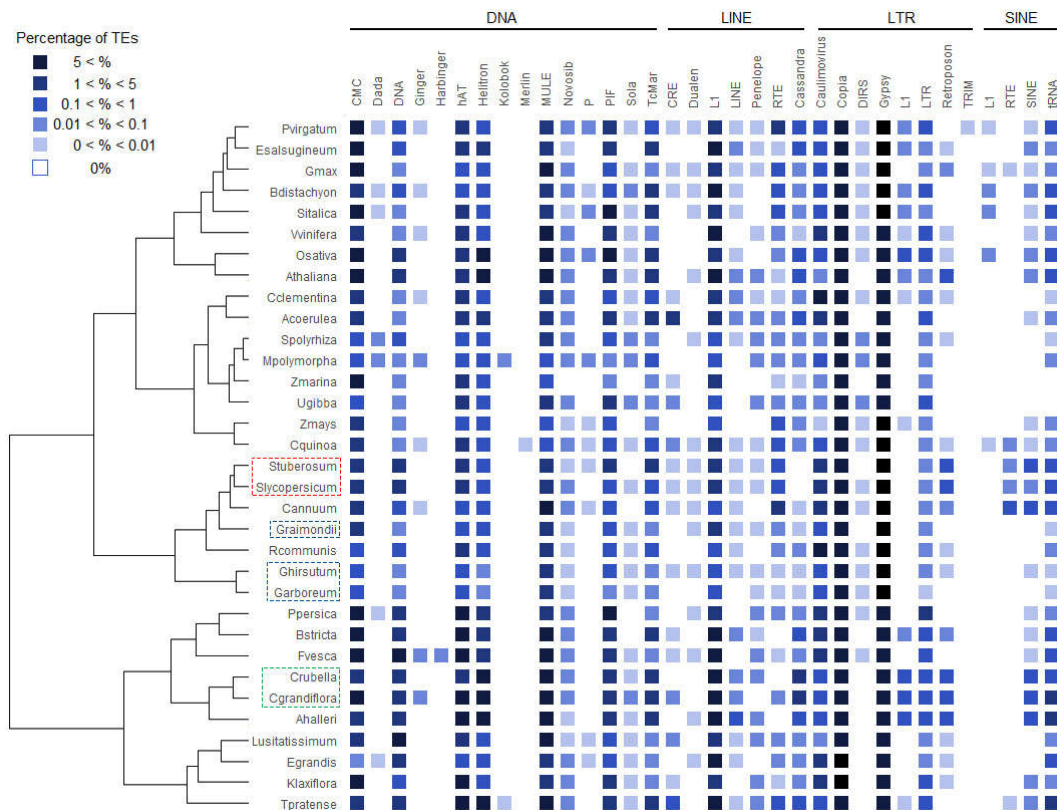 DNA LINE LTR SINE
Percentage of TEs
5 < %
1 < % < 5
0.1 < % < 1
0.01 < % < 0.1
0 < % < 0.01
0%
CMC
Dada
DNA
Ginger
Harbinger
hAT
Helitron
Kolobok
Merlin
MULE
Novosib
P
PIF
Sola
TcMar
CRE
Dualen
L1
LINE
Penelope
RTE
Cassandra
Caulimovirus
Copia
DIRS
Gypsy
L1
LTR
Retroposon
TRIM
L1
RTE
SINE
tRNA
Pvirgatum
Esalsugineum
Gmax
Bdistachyon
Sitalica
Vvinifera
Osativa
Athaliana
Cclementina
Acoerulea
Spolyrhiza
Mpolymorpha
Zmarina
Ugibba
Zmays
Cquinoa
Stuberosum
Slycopersicum
Cannuum
Graimondii
Rcommunis
Ghirsutum
Garboreum
Ppersica
Bstricta
Fvesca
Crubella
Cgrandiflora
Ahalleri
Lusitatissimum
Egrandis
Klaxiflora
Tpratense